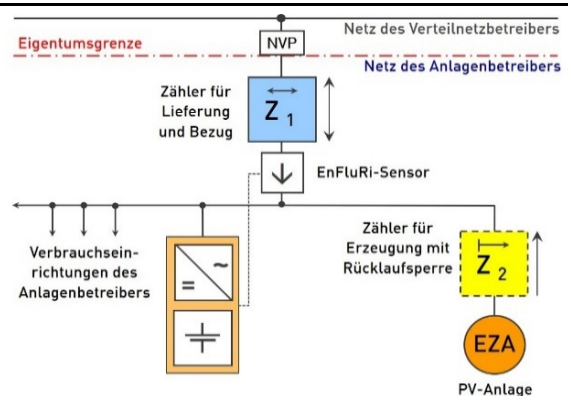 Netz des Verteilnetzbetreibers
Eigentumsgrenze
NVP
Netz des Anlagenbetreibers
Zähler für
Lieferung
und Bezug
Z 1
EnFluRi-Sensor
Zähler für
Erzeugung mit
Rücklaufsperre
Z 2
Verbrauchsein-
richtungen des
Anlagenbetreibers
~
=
EZA
PV-Anlage